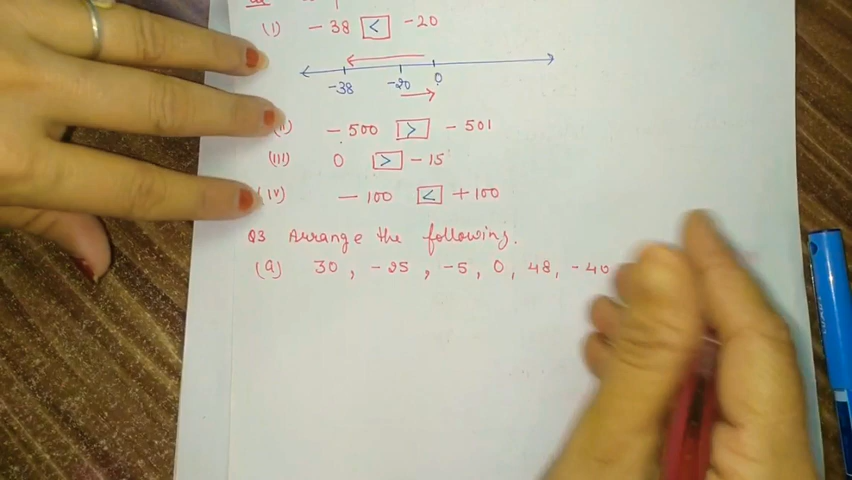 (i) - 38 < -20
-38 -20 0
(ii) - 500 > - 501
(iii) 0 > - 15
(iv) - 100 < +100
Q3 Arrange the following.
(a) 30, - 25, -5, 0, 48, - 40